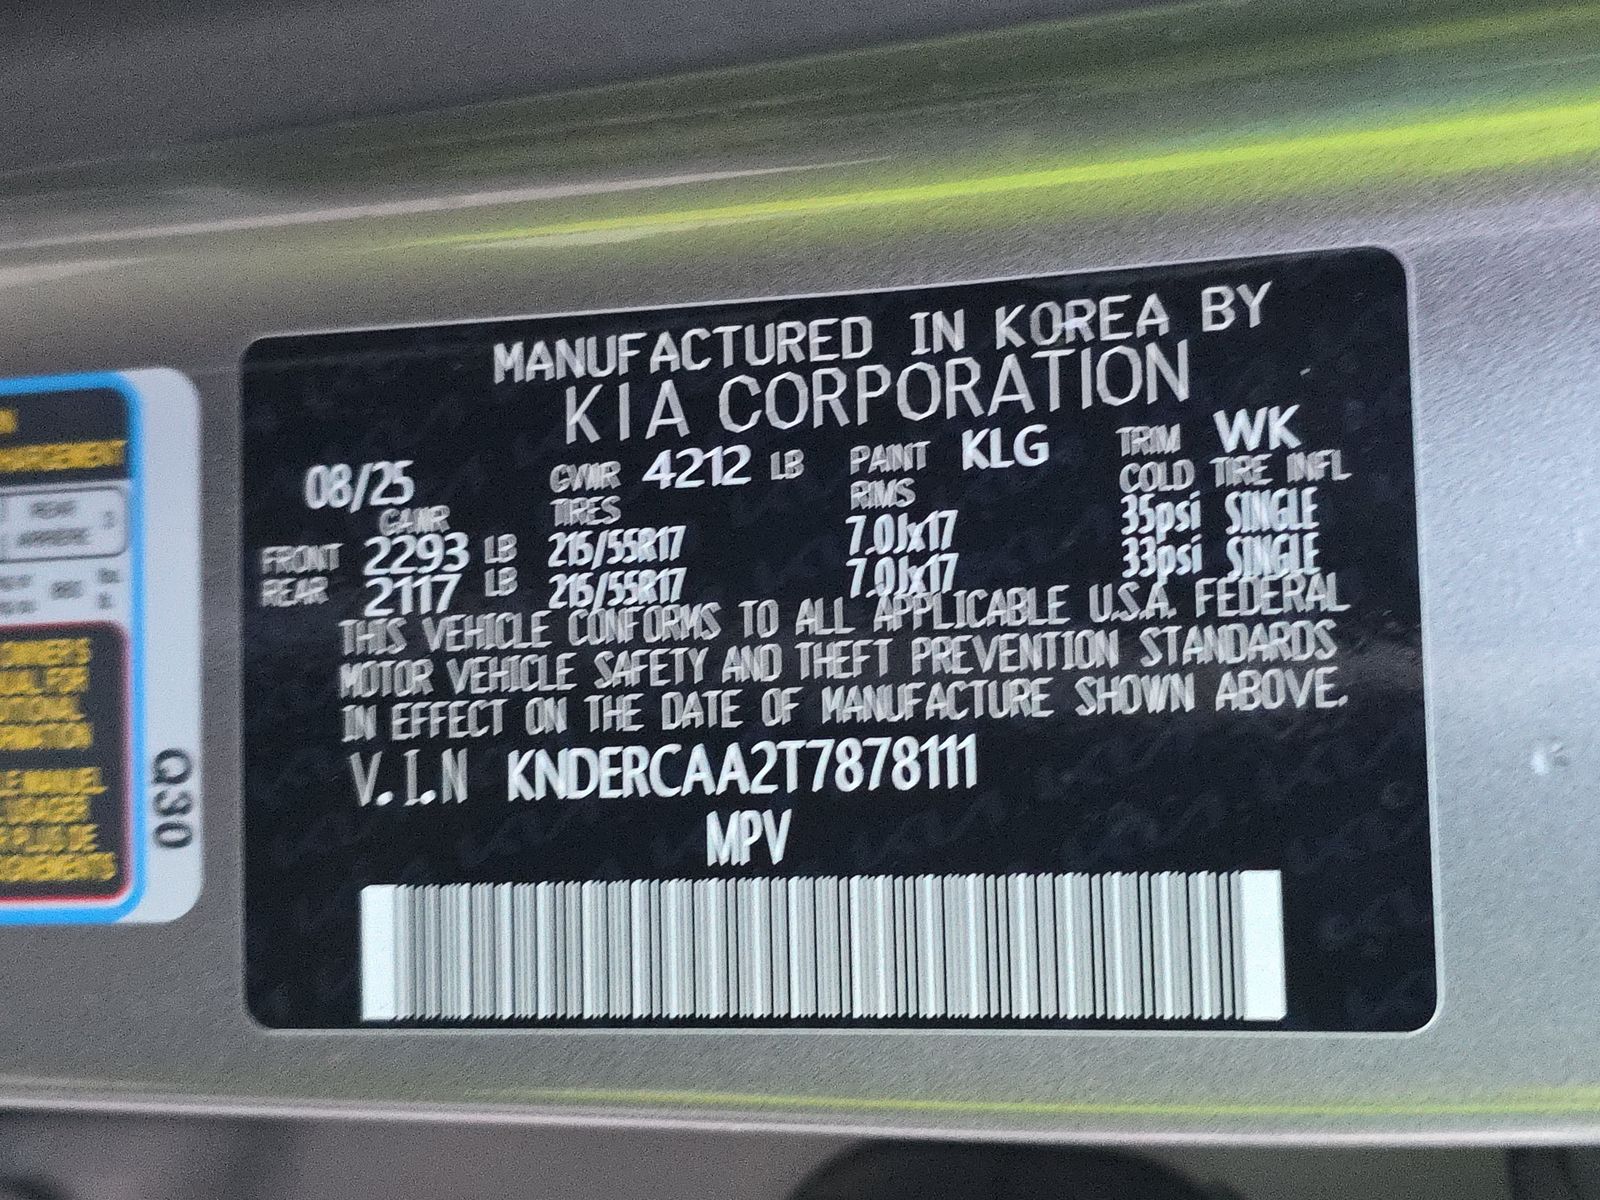 MANUFACTURED IN KOREA BY
KIA CORPORATION
08/25 GVWR 4212 LB PAINT KLG TRIM WK
GAWR TIRES RIMS COLD TIRE INFL
FRONT 2293 LB 215/55R17 7.0Jx17 35psi SINGLE
REAR 2117 LB 215/55R17 7.0Jx17 33psi SINGLE
THIS VEHICLE CONFORMS TO ALL APPLICABLE U.S.A. FEDERAL
MOTOR VEHICLE SAFETY AND THEFT PREVENTION STANDARDS
IN EFFECT ON THE DATE OF MANUFACTURE SHOWN ABOVE.
V.I.N KNDERCAA2T7878111
MPV
REAR 3
ARRIERE
Q30